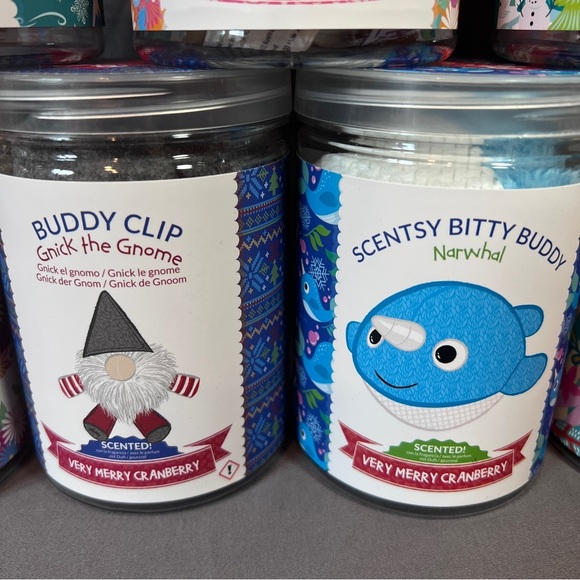 BUDDY CLIP
Gnick the Gnome
Gnick el gnomo / Gnick le gnome
Gnick der Gnom / Gnick de Gnoom
SCENTED!
VERY MERRY CRANBERRY
SCENTSY BITTY BUDDY
Narwhal
SCENTED!
VERY MERRY CRANBERRY